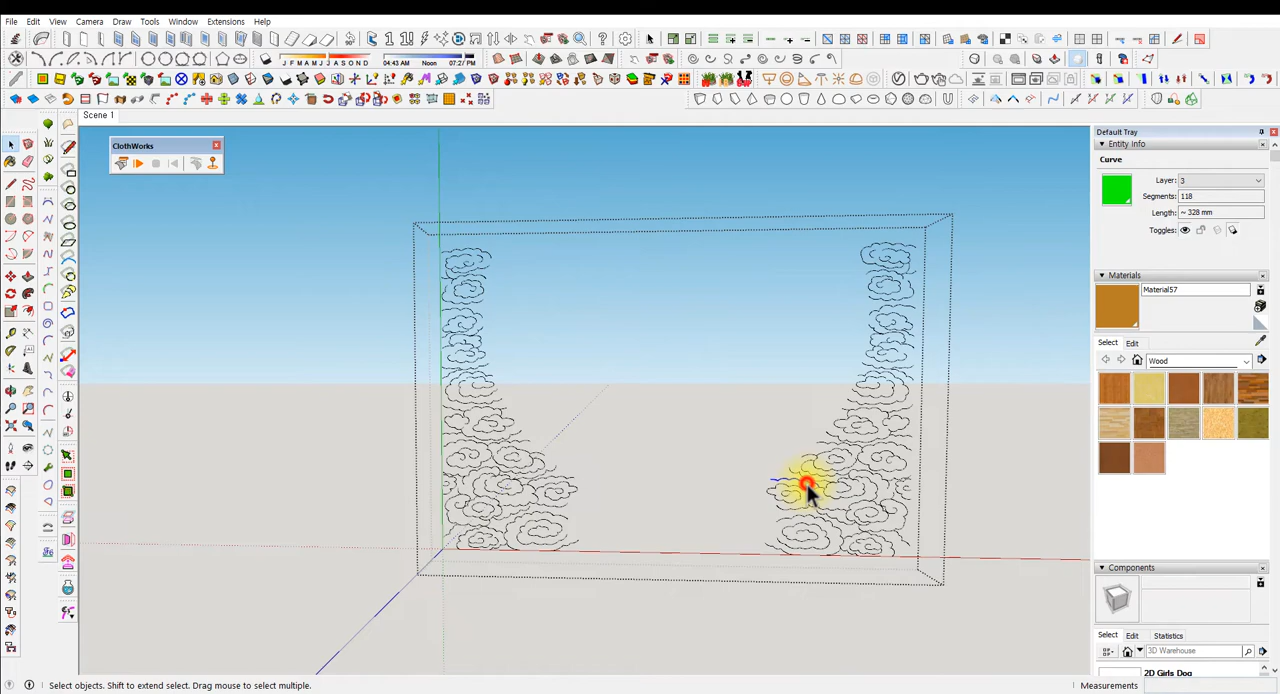 File Edit View Camera Draw Tools Window Extensions Help
J F M A M J J A S O N D 04:43 AM Noon 07:27 PM
Scene 1
Default Tray
ClothWorks
Entity Info
Curve
Layer: 3
Segments: 118
Length: ~ 328 mm
Toggles:
Materials
Material57
Select Edit
Wood
Components
Select Edit Statistics
3D Warehouse
2D Girls Dog
Select objects. Shift to extend select. Drag mouse to select multiple.
Measurements